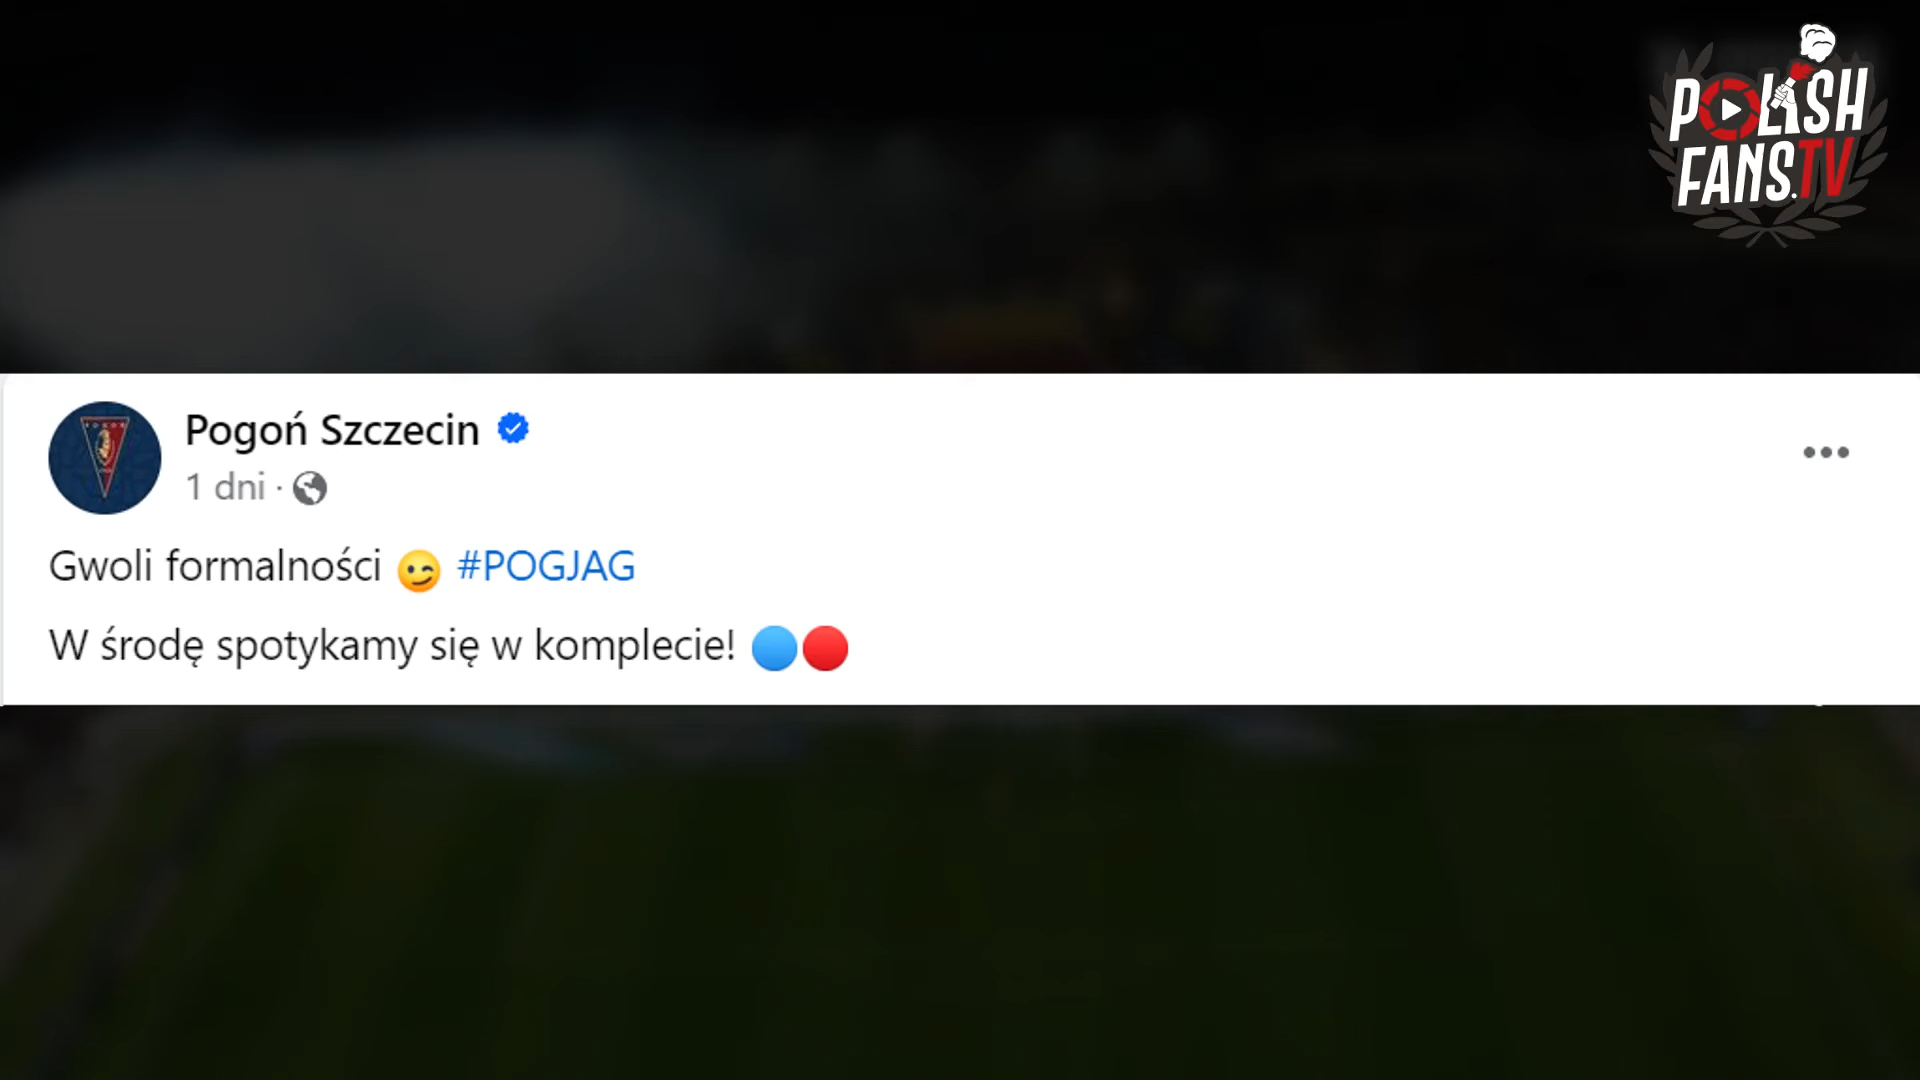 POLISH
FANS.TV
Pogoń Szczecin
1 dni ·
Gwoli formalności 😉 #POGJAG
W środę spotykamy się w komplecie! 🔵🔴